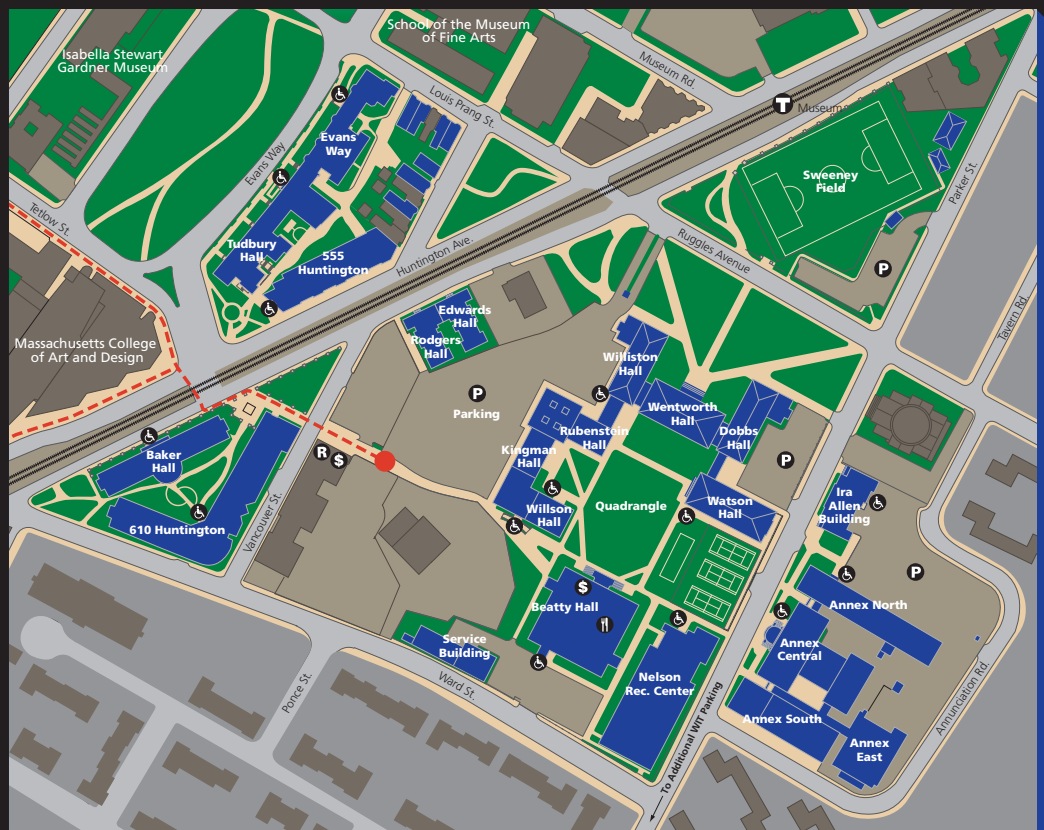 School of the Museum
of Fine Arts
Isabella Stewart
Gardner Museum
Museum Rd.
Louis Prang St.
T
Museum
Evans
Way
Evans Way
Sweeney
Field
Parker St.
Tetlow St.
Tudbury
Hall
555
Huntington
Huntington Ave.
Ruggles Avenue
P
Tavern Rd.
Massachusetts College
of Art and Design
Edwards
Hall
Rodgers
Hall
Williston
Hall
P
Parking
Wentworth
Hall
Dobbs
Hall
Rubenstein
Hall
Kingman
Hall
R
$
P
Baker
Hall
610 Huntington
Vancouver St.
Willson
Hall
Quadrangle
Watson
Hall
Ira
Allen
Building
P
$
Beatty Hall
Annex North
Annex
Central
Service
Building
Ward St.
Ponce St.
Nelson
Rec. Center
Annex South
Annex
East
Annunciation Rd.
To Additional WIT Parking